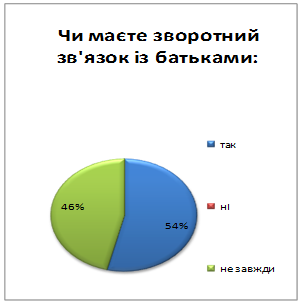 Чи маєте зворотний
зв'язок із батьками:
так
46%
ні
54%
не завжди